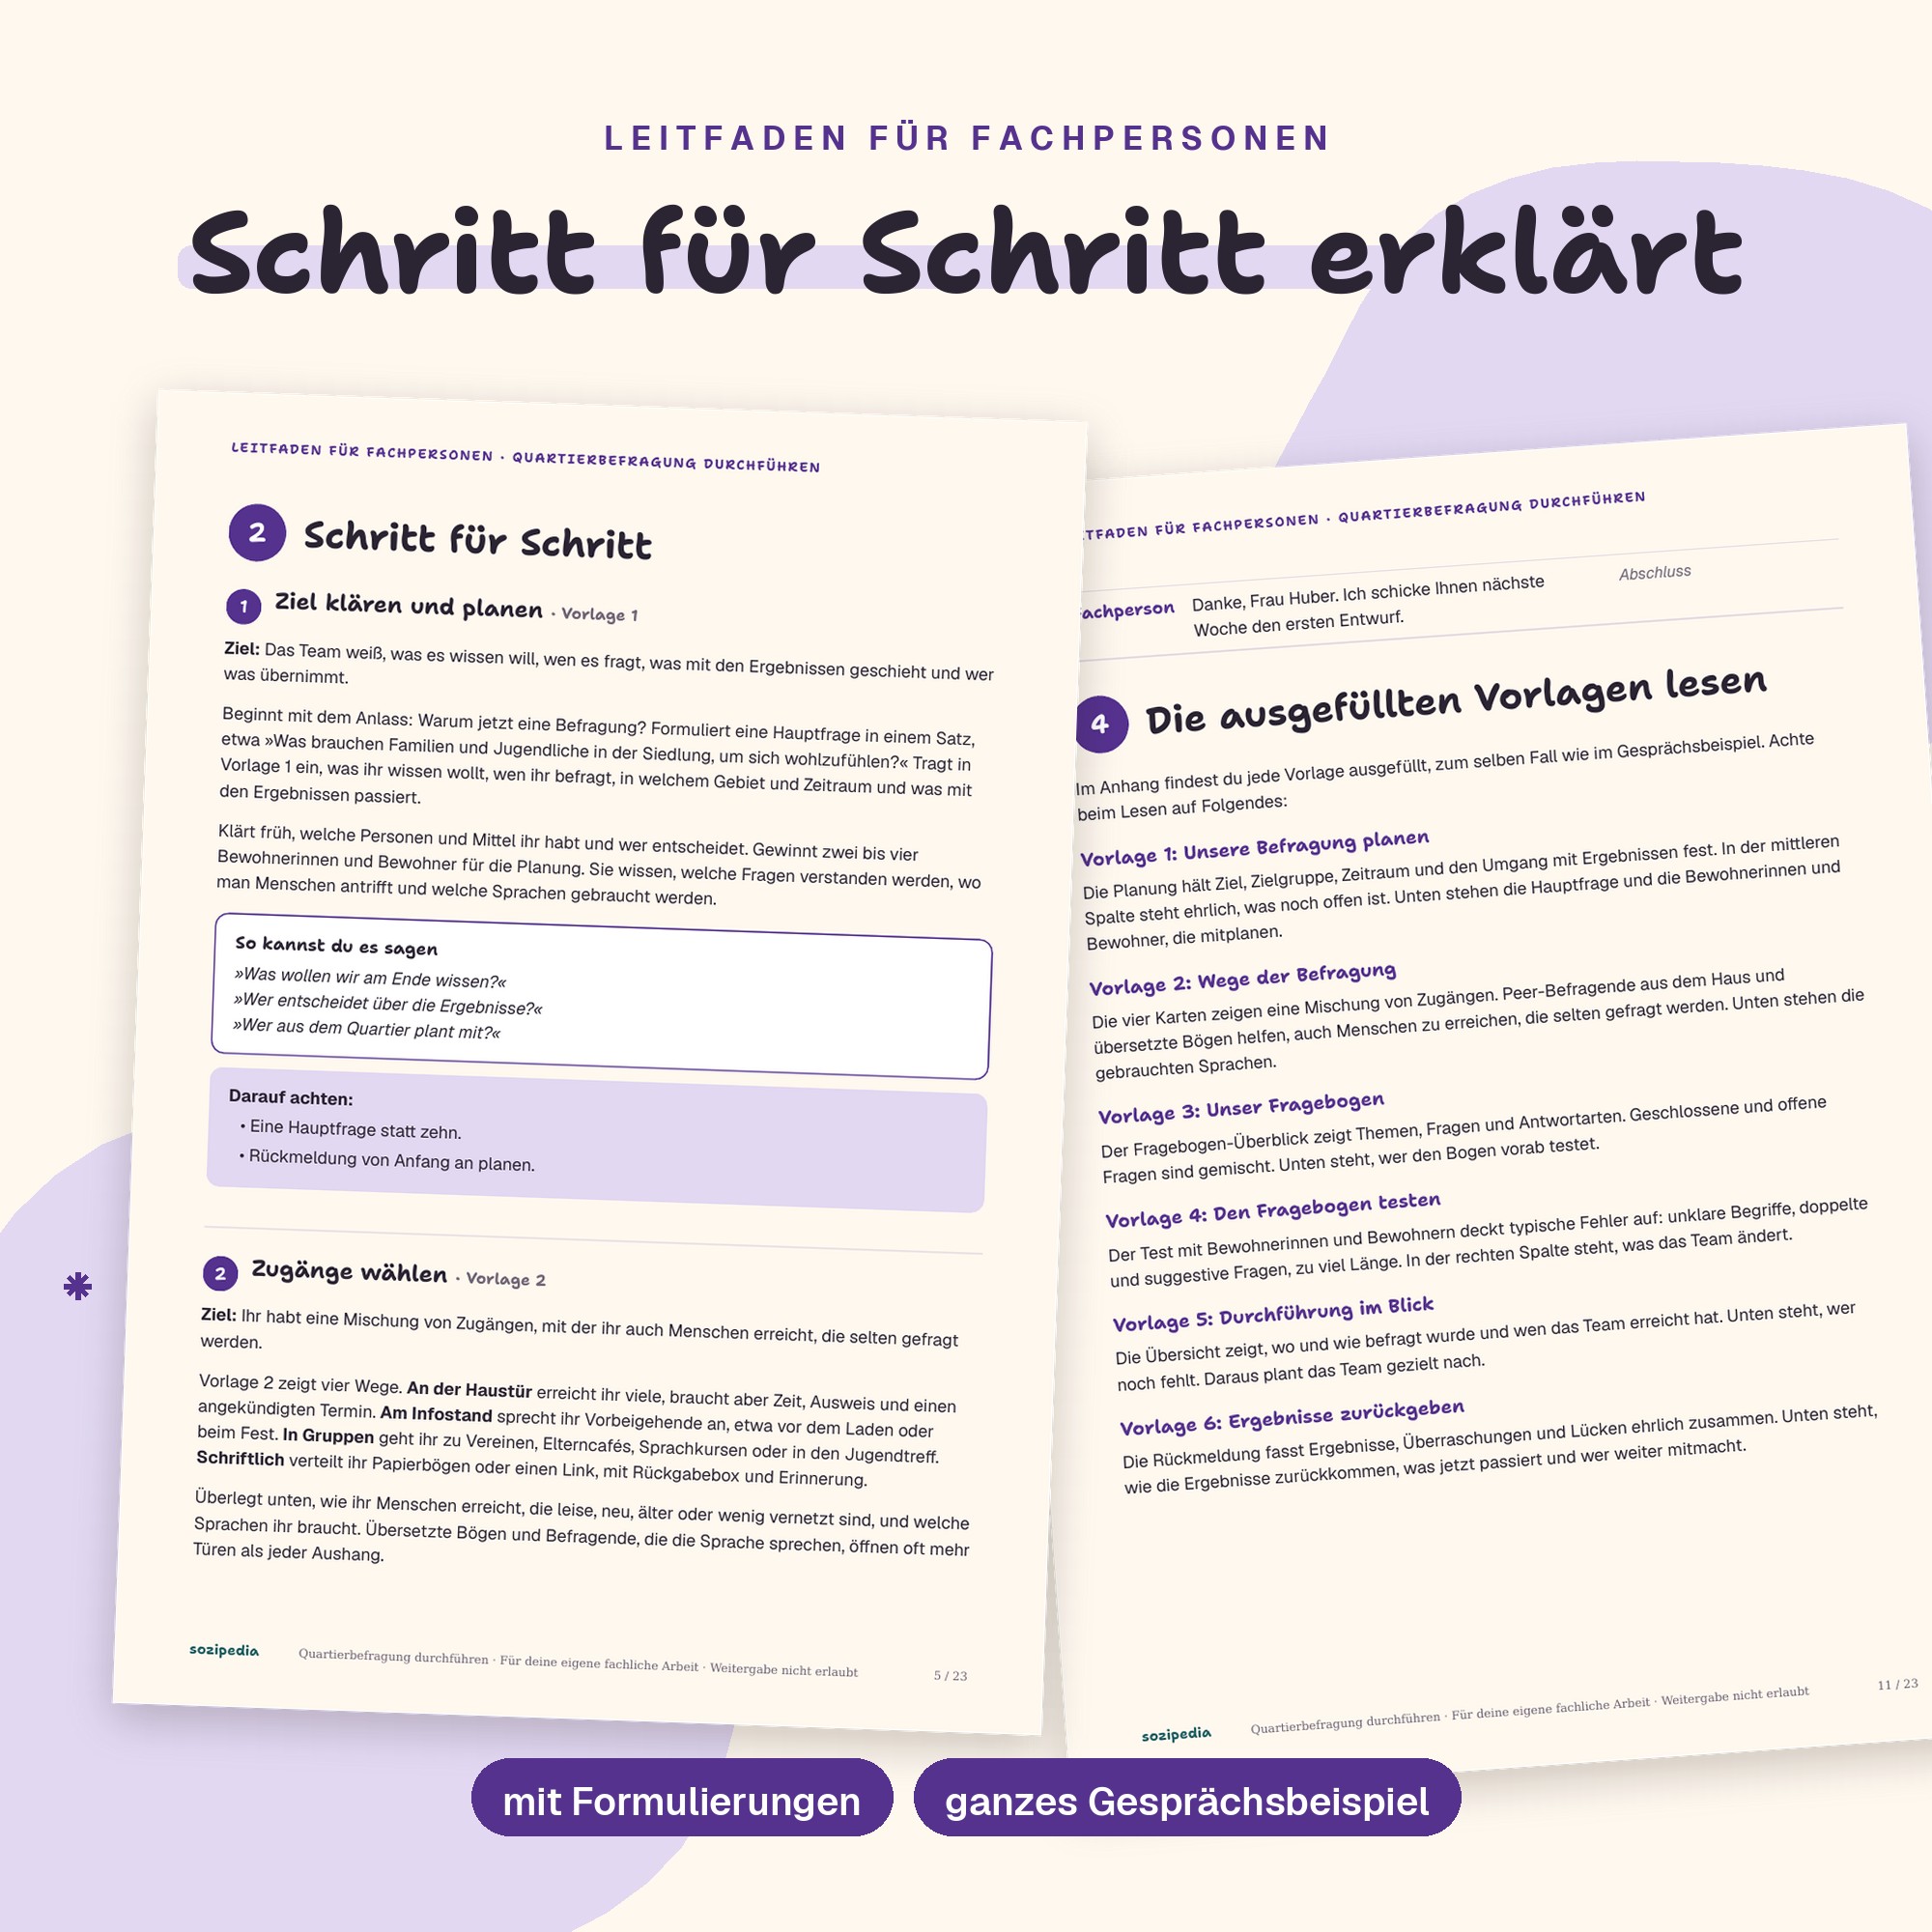 LEITFADEN FÜR FACHPERSONEN
Schritt für Schritt erklärt
LEITFADEN FÜR FACHPERSONEN · QUARTIERBEFRAGUNG DURCHFÜHREN
2 Schritt für Schritt
1 Ziel klären und planen · Vorlage 1
Ziel: Das Team weiß, was es wissen will, wen es fragt, was mit den Ergebnissen geschieht und wer
was übernimmt.
Beginnt mit dem Anlass: Warum jetzt eine Befragung? Formuliert eine Hauptfrage in einem Satz,
etwa »Was brauchen Familien und Jugendliche in der Siedlung, um sich wohlzufühlen?« Tragt in
Vorlage 1 ein, was ihr wissen wollt, wen ihr befragt, in welchem Gebiet und Zeitraum und was mit
den Ergebnissen passiert.
Klärt früh, welche Personen und Mittel ihr habt und wer entscheidet. Gewinnt zwei bis vier
Bewohnerinnen und Bewohner für die Planung. Sie wissen, welche Fragen verstanden werden, wo
man Menschen antrifft und welche Sprachen gebraucht werden.
So kannst du es sagen
»Was wollen wir am Ende wissen?«
»Wer entscheidet über die Ergebnisse?«
»Wer aus dem Quartier plant mit?«
Darauf achten:
• Eine Hauptfrage statt zehn.
• Rückmeldung von Anfang an planen.
2 Zugänge wählen · Vorlage 2
Ziel: Ihr habt eine Mischung von Zugängen, mit der ihr auch Menschen erreicht, die selten gefragt
werden.
Vorlage 2 zeigt vier Wege. An der Haustür erreicht ihr viele, braucht aber Zeit, Ausweis und einen
angekündigten Termin. Am Infostand sprecht ihr Vorbeigehende an, etwa vor dem Laden oder
beim Fest. In Gruppen geht ihr zu Vereinen, Elterncafés, Sprachkursen oder in den Jugendtreff.
Schriftlich verteilt ihr Papierbögen oder einen Link, mit Rückgabebox und Erinnerung.
Überlegt unten, wie ihr Menschen erreicht, die leise, neu, älter oder wenig vernetzt sind, und welche
Sprachen ihr braucht. Übersetzte Bögen und Befragende, die die Sprache sprechen, öffnen oft mehr
Türen als jeder Aushang.
sozipedia Quartierbefragung durchführen · Für deine eigene fachliche Arbeit · Weitergabe nicht erlaubt 5 / 23
ITFADEN FÜR FACHPERSONEN · QUARTIERBEFRAGUNG DURCHFÜHREN
Fachperson Danke, Frau Huber. Ich schicke Ihnen nächste Abschluss
Woche den ersten Entwurf.
4 Die ausgefüllten Vorlagen lesen
Im Anhang findest du jede Vorlage ausgefüllt, zum selben Fall wie im Gesprächsbeispiel. Achte
beim Lesen auf Folgendes:
Vorlage 1: Unsere Befragung planen
Die Planung hält Ziel, Zielgruppe, Zeitraum und den Umgang mit Ergebnissen fest. In der mittleren
Spalte steht ehrlich, was noch offen ist. Unten stehen die Hauptfrage und die Bewohnerinnen und
Bewohner, die mitplanen.
Vorlage 2: Wege der Befragung
Die vier Karten zeigen eine Mischung von Zugängen. Peer-Befragende aus dem Haus und
übersetzte Bögen helfen, auch Menschen zu erreichen, die selten gefragt werden. Unten stehen die
gebrauchten Sprachen.
Vorlage 3: Unser Fragebogen
Der Fragebogen-Überblick zeigt Themen, Fragen und Antwortarten. Geschlossene und offene
Fragen sind gemischt. Unten steht, wer den Bogen vorab testet.
Vorlage 4: Den Fragebogen testen
Der Test mit Bewohnerinnen und Bewohnern deckt typische Fehler auf: unklare Begriffe, doppelte
und suggestive Fragen, zu viel Länge. In der rechten Spalte steht, was das Team ändert.
Vorlage 5: Durchführung im Blick
Die Übersicht zeigt, wo und wie befragt wurde und wen das Team erreicht hat. Unten steht, wer
noch fehlt. Daraus plant das Team gezielt nach.
Vorlage 6: Ergebnisse zurückgeben
Die Rückmeldung fasst Ergebnisse, Überraschungen und Lücken ehrlich zusammen. Unten steht,
wie die Ergebnisse zurückkommen, was jetzt passiert und wer weiter mitmacht.
sozipedia Quartierbefragung durchführen · Für deine eigene fachliche Arbeit · Weitergabe nicht erlaubt 11 / 23
mit Formulierungen
ganzes Gesprächsbeispiel